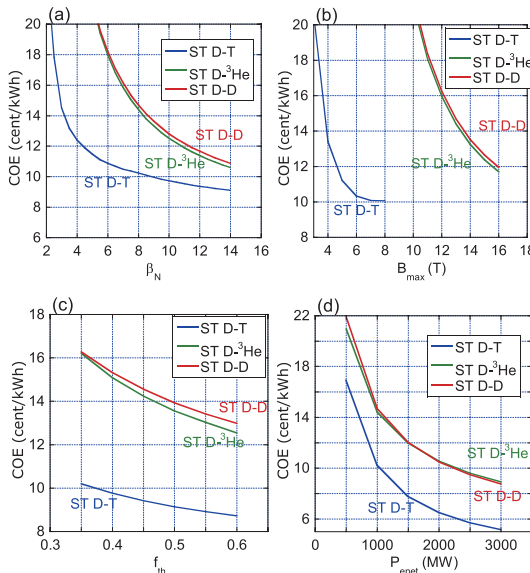 (a)
20
18
16
14
12
10
8
6
COE (cent/kWh)
ST D-T
ST D-³He
ST D-D
ST D-D
ST D-³He
ST D-T
2 4 6 8 10 12 14 16
β_N
(b)
20
18
16
14
12
10
8
6
COE (cent/kWh)
ST D-T
ST D-³He
ST D-D
ST D-D
ST D-³He
ST D-T
4 6 8 10 12 14 16 18
B_max (T)
(c)
18
16
14
12
10
8
COE (cent/kWh)
ST D-T
ST D-³He
ST D-D
ST D-D
ST D-³He
ST D-T
0.3 0.4 0.5 0.6
f_th
(d)
22
18
14
10
6
COE (cent/kWh)
ST D-T
ST D-³He
ST D-D
ST D-³He
ST D-D
ST D-T
0 1000 2000 3000
P_enet (MW)